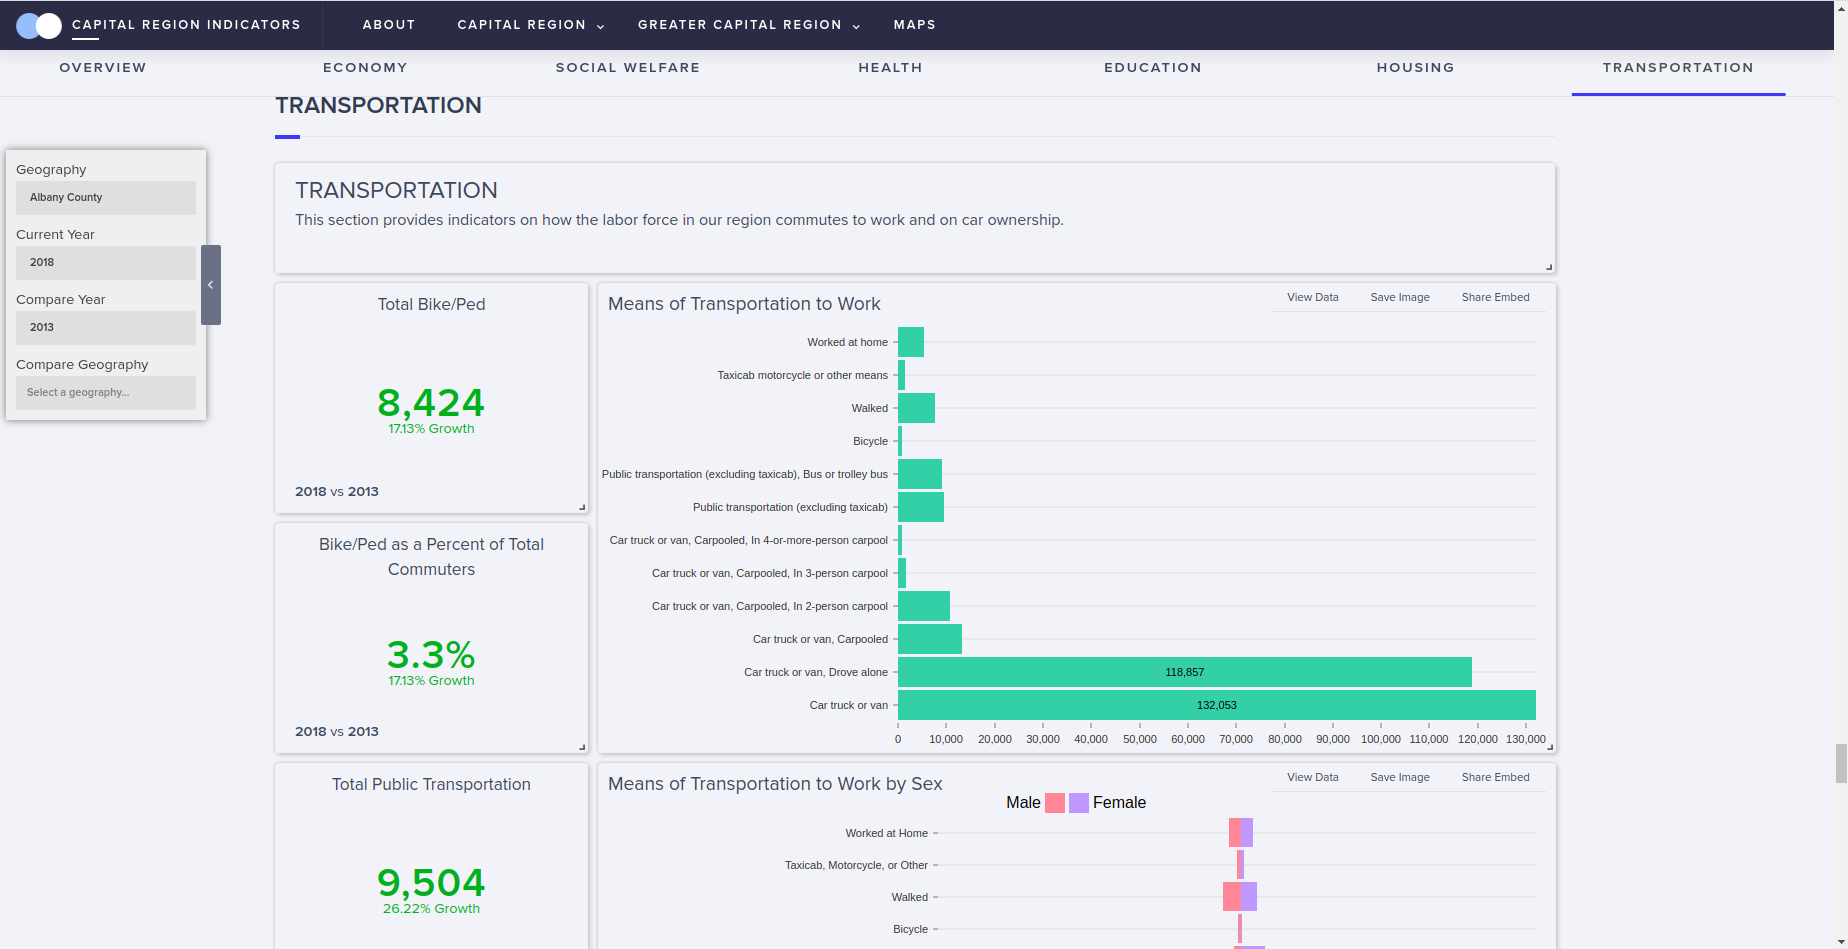 CAPITAL REGION INDICATORS
ABOUT
CAPITAL REGION
GREATER CAPITAL REGION
MAPS
OVERVIEW
ECONOMY
SOCIAL WELFARE
HEALTH
EDUCATION
HOUSING
TRANSPORTATION
TRANSPORTATION
Geography
Albany County
Current Year
2018
Compare Year
2013
Compare Geography
Select a geography...
TRANSPORTATION
This section provides indicators on how the labor force in our region commutes to work and on car ownership.
Total Bike/Ped
8,424
17.13% Growth
2018 vs 2013
Means of Transportation to Work
View Data
Save Image
Share Embed
Worked at home
Taxicab motorcycle or other means
Walked
Bicycle
Public transportation (excluding taxicab), Bus or trolley bus
Public transportation (excluding taxicab)
Car truck or van, Carpooled, In 4-or-more-person carpool
Car truck or van, Carpooled, In 3-person carpool
Car truck or van, Carpooled, In 2-person carpool
Car truck or van, Carpooled
Car truck or van, Drove alone
118,857
Car truck or van
132,053
0 10,000 20,000 30,000 40,000 50,000 60,000 70,000 80,000 90,000 100,000 110,000 120,000 130,000
Bike/Ped as a Percent of Total
Commuters
3.3%
17.13% Growth
2018 vs 2013
Total Public Transportation
9,504
26.22% Growth
Means of Transportation to Work by Sex
View Data
Save Image
Share Embed
Male
Female
Worked at Home
Taxicab, Motorcycle, or Other
Walked
Bicycle